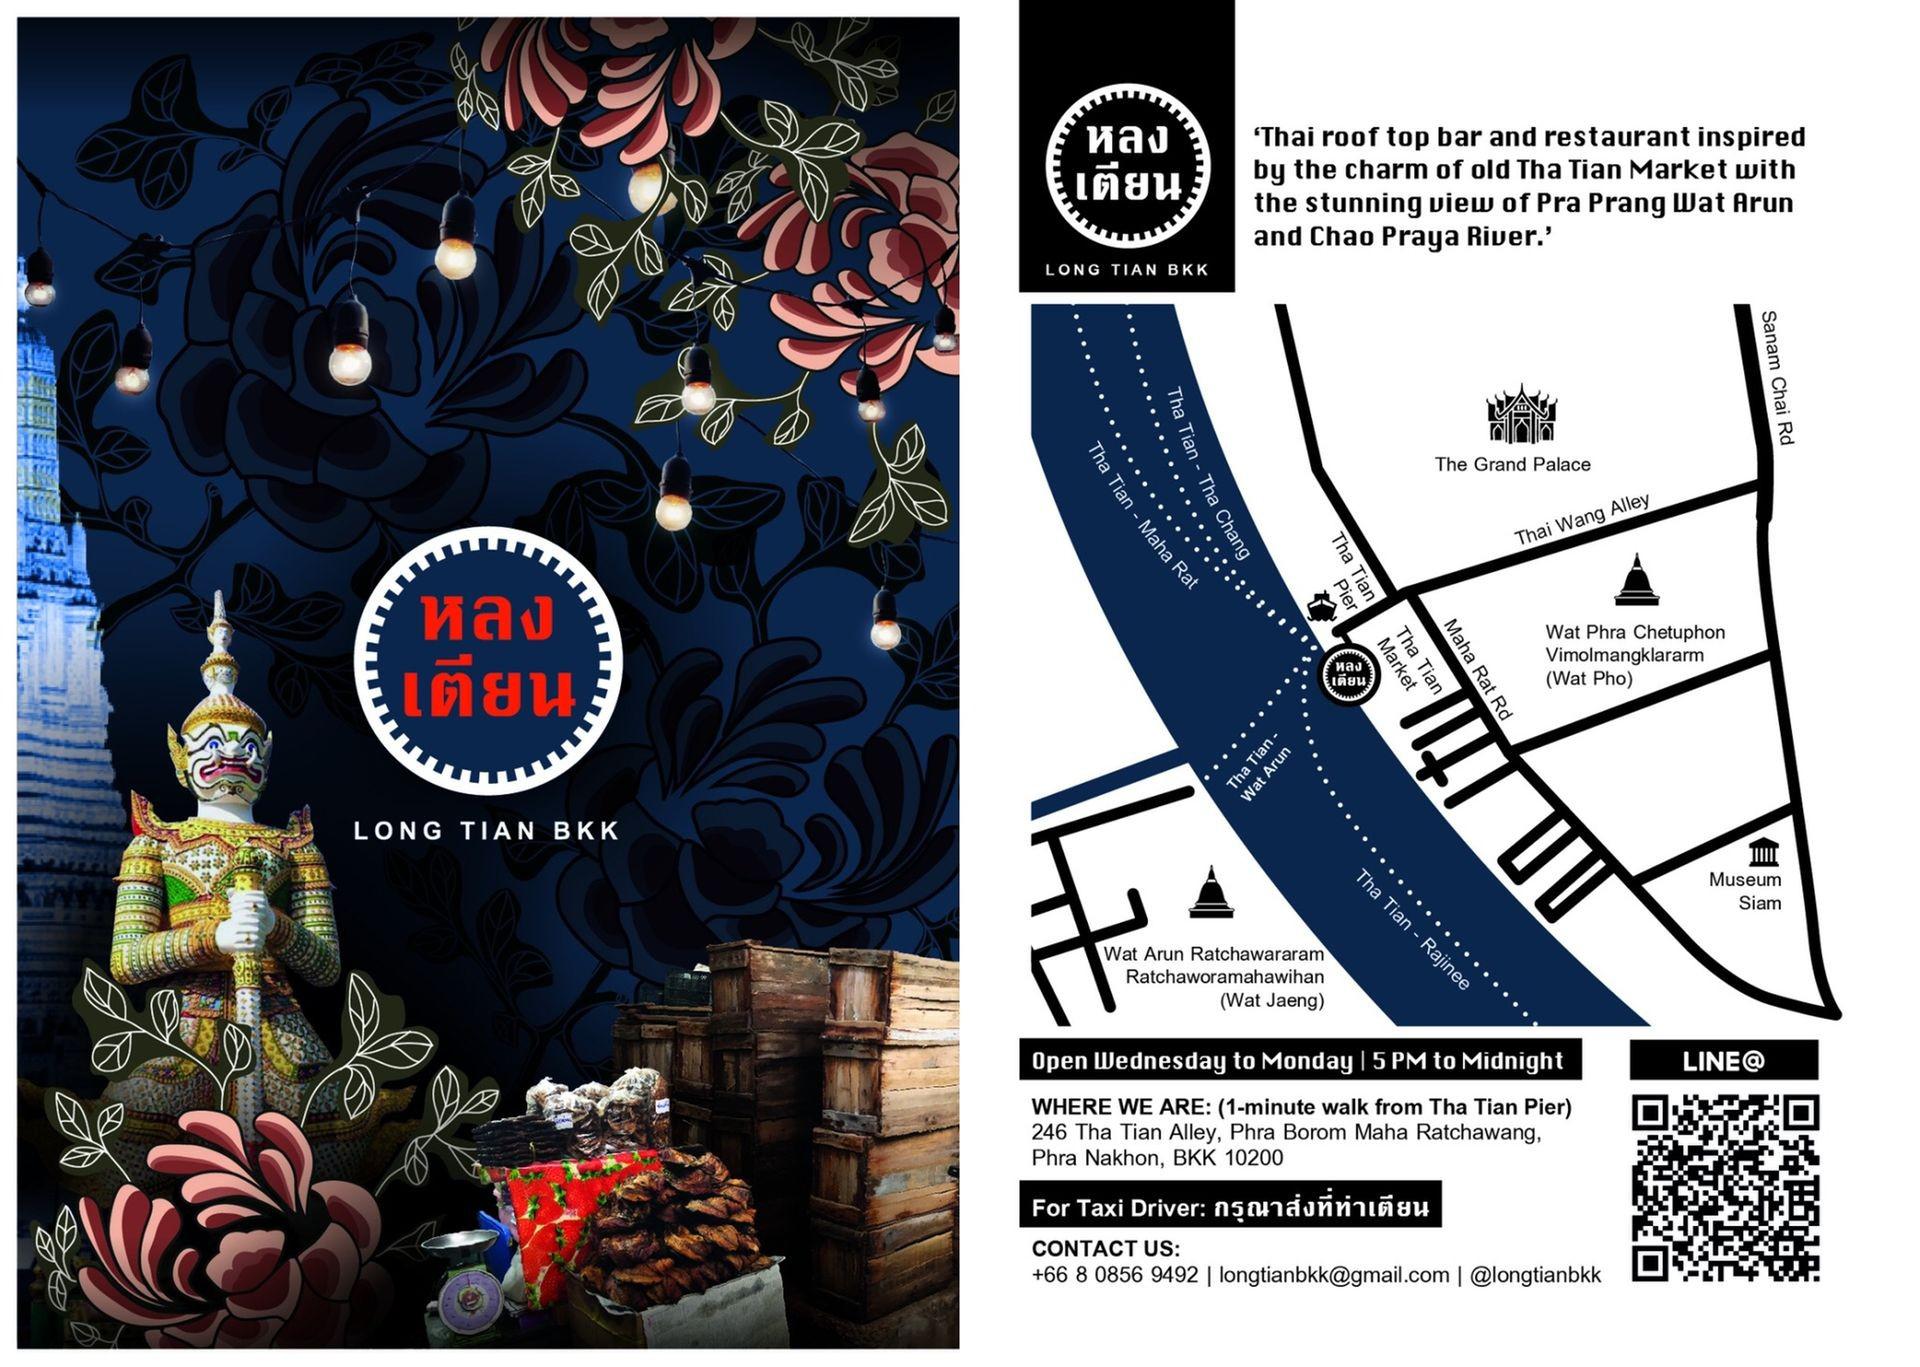 หลง
เตียน
LONG TIAN BKK
หลง
เตียน
LONG TIAN BKK
‘Thai roof top bar and restaurant inspired
by the charm of old Tha Tian Market with
the stunning view of Pra Prang Wat Arun
and Chao Praya River.’
Sanam Chai Rd
Tha Tian - Tha Chang
Tha Tian - Maha Rat
The Grand Palace
Thai Wang Alley
Tha Tian
Pier
Tha Tian
Market
Maha Rat Rd
หลง
เตียน
Wat Phra Chetuphon
Vimolmangklararm
(Wat Pho)
Tha Tian -
Wat Arun
Tha Tian - Rajinee
Museum
Siam
Wat Arun Ratchawararam
Ratchaworamahawihan
(Wat Jaeng)
Open Wednesday to Monday | 5 PM to Midnight
LINE@
WHERE WE ARE: (1-minute walk from Tha Tian Pier)
246 Tha Tian Alley, Phra Borom Maha Ratchawang,
Phra Nakhon, BKK 10200
For Taxi Driver: กรุณาส่งที่ท่าเตียน
CONTACT US:
+66 8 0856 9492 | longtianbkk@gmail.com | @longtianbkk